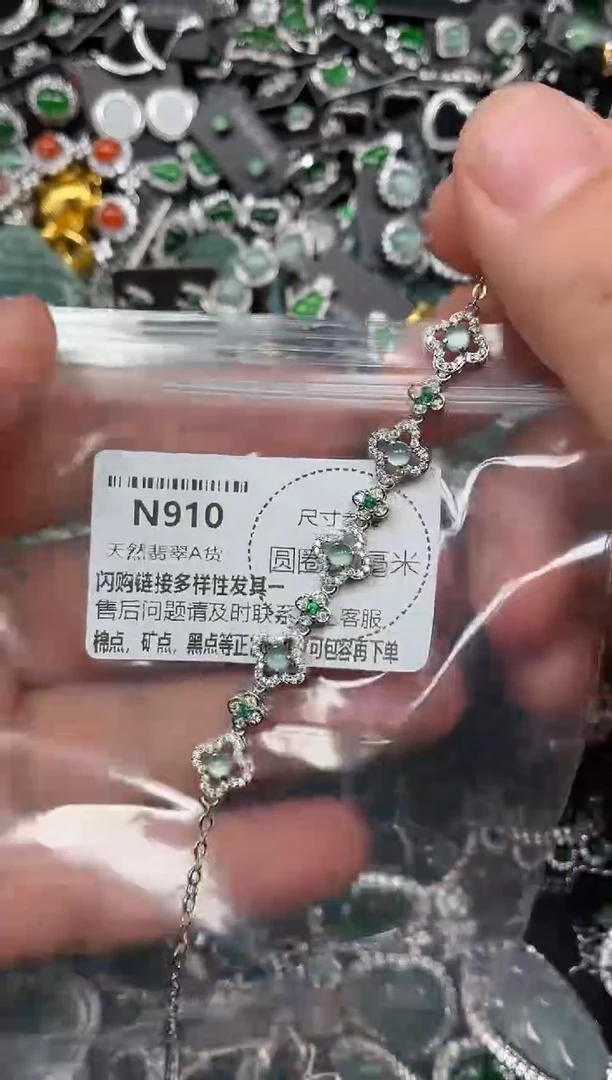 N910
天然翡翠A货
尺寸
圆圈 毫米
闪购链接多样性发其一
售后问题请及时联系 客服
棉点,矿点,黑点等正 可包容再下单